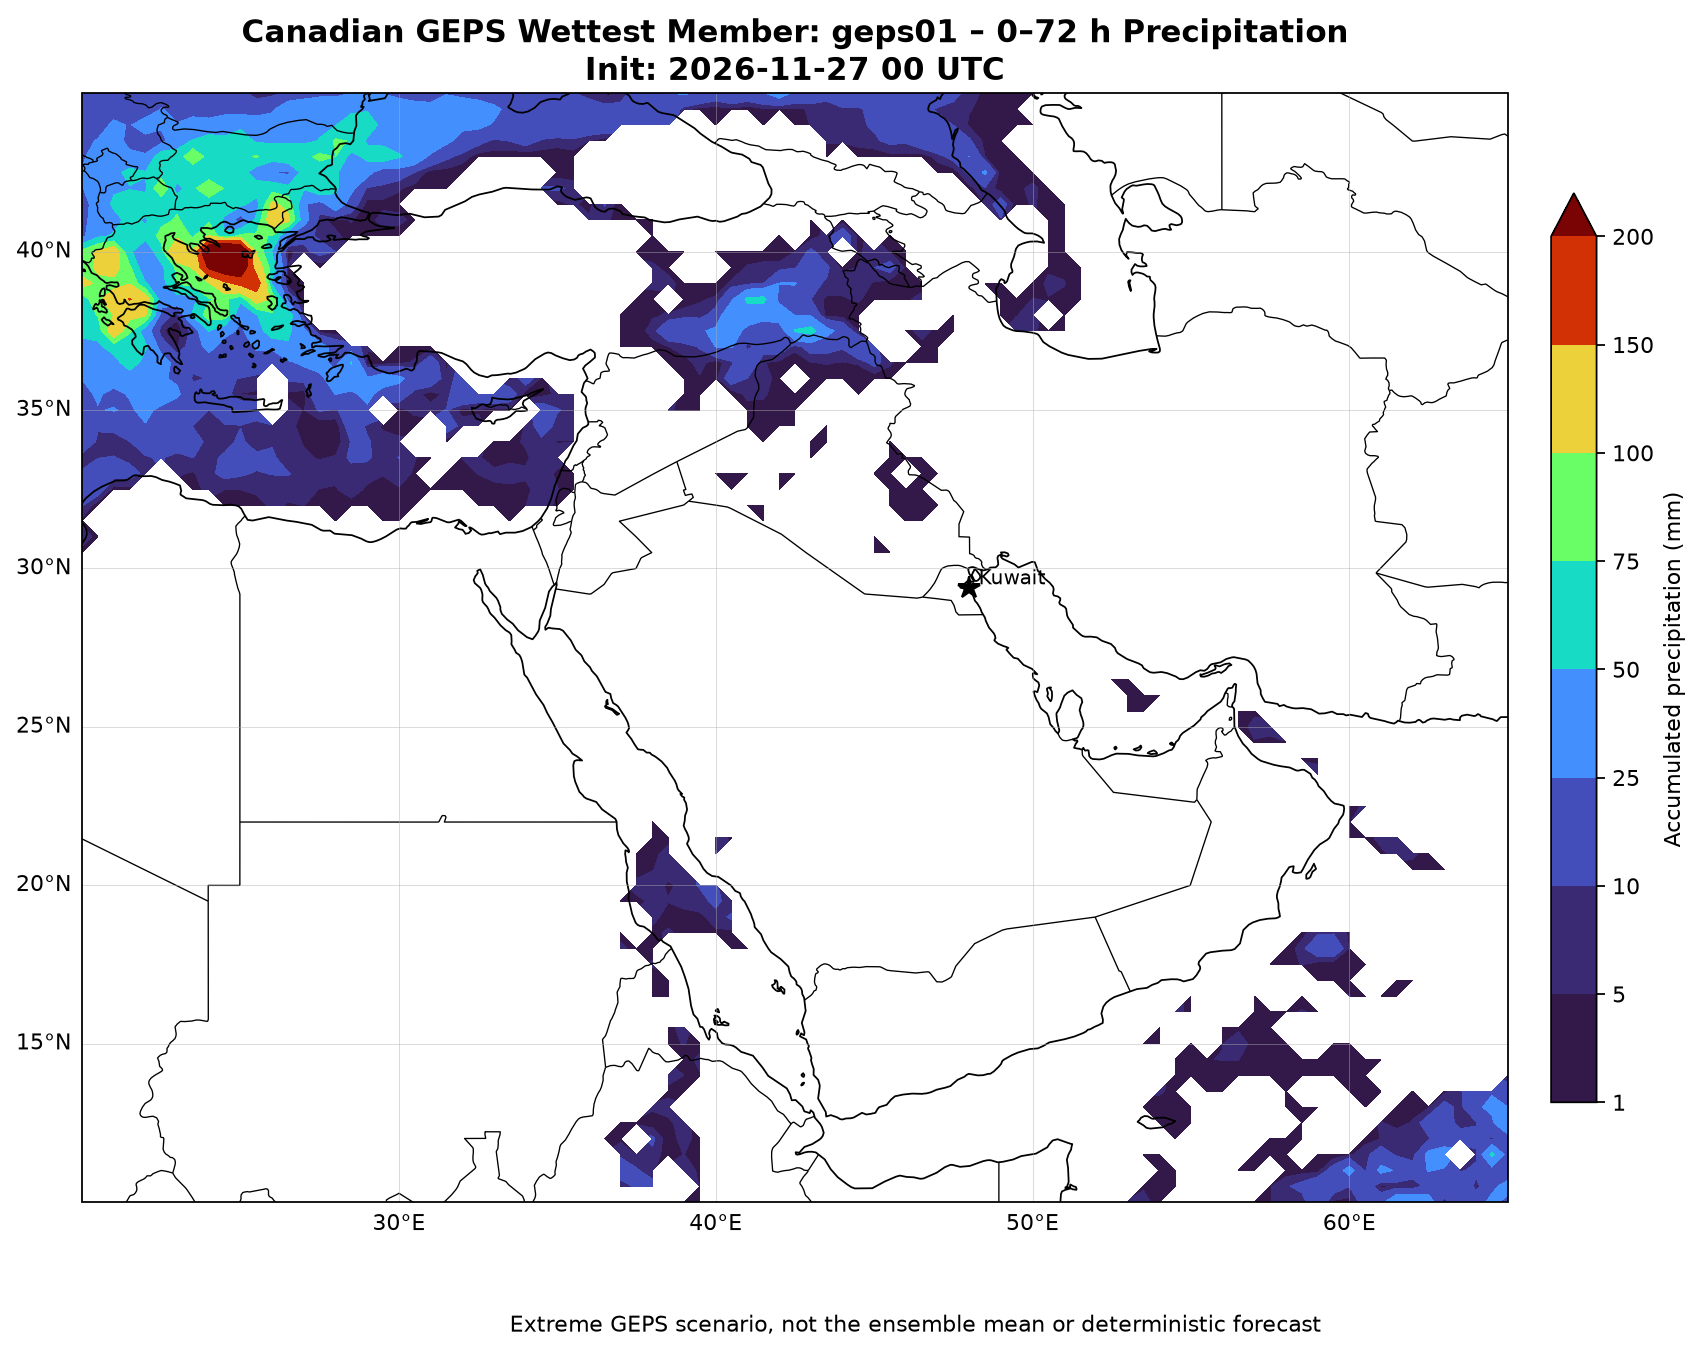 Canadian GEPS Wettest Member: geps01 – 0–72 h Precipitation
Init: 2026-11-27 00 UTC
40°N
35°N
30°N
25°N
20°N
15°N
30°E
40°E
50°E
60°E
Kuwait
200
150
100
75
50
25
10
5
1
Accumulated precipitation (mm)
Extreme GEPS scenario, not the ensemble mean or deterministic forecast